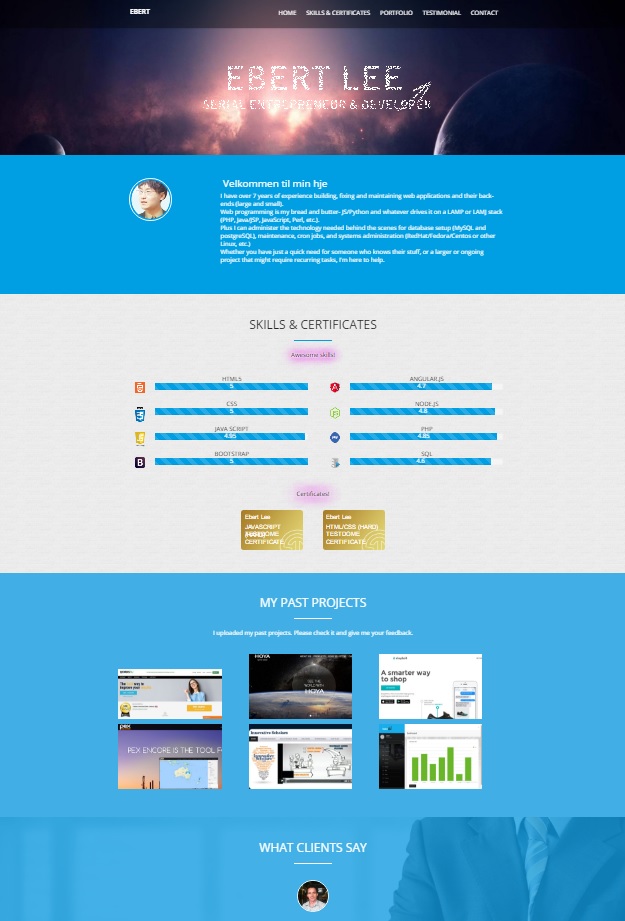 EBERT
HOME SKILLS & CERTIFICATES PORTFOLIO TESTIMONIAL CONTACT
EBERT LEE
SERIAL ENTREPRENEUR & DEVELOPER
Velkommen til min hje
I have over 7 years of experience building, fixing and maintaining web applications and their back-
ends (large and small).
Web programming is my bread and butter- JS/Python and whatever drives it on a LAMP or LAMJ stack
(PHP, Java/JSP, JavaScript, Perl, etc.).
Plus I can administer the technology needed behind the scenes for database setup (MySQL and
postgreSQL), maintenance, cron jobs, and systems administration (RedHat/Fedora/Centos or other
Linux, etc.)
Whether you have just a quick need for someone who knows their stuff, or a larger or ongoing
project that might require recurring tasks, I'm here to help.
SKILLS & CERTIFICATES
Awesome skills!
HTML5
5
ANGULAR.JS
4.7
CSS
5
NODE.JS
4.8
JAVA SCRIPT
4.95
PHP
4.85
BOOTSTRAP
5
SQL
4.6
Certificates!
Ebert Lee
JAVASCRIPT
(HARD)
TESTDOME
CERTIFICATE
Ebert Lee
HTML/CSS (HARD)
TESTDOME
CERTIFICATE
MY PAST PROJECTS
I uploaded my past projects. Please check it and give me your feedback.
HOYA
SEE THE
WORLD WITH
HOYA
A smarter way
to shop
pex
PEX ENCORE IS THE TOOL F
Innovative Scholars
WHAT CLIENTS SAY